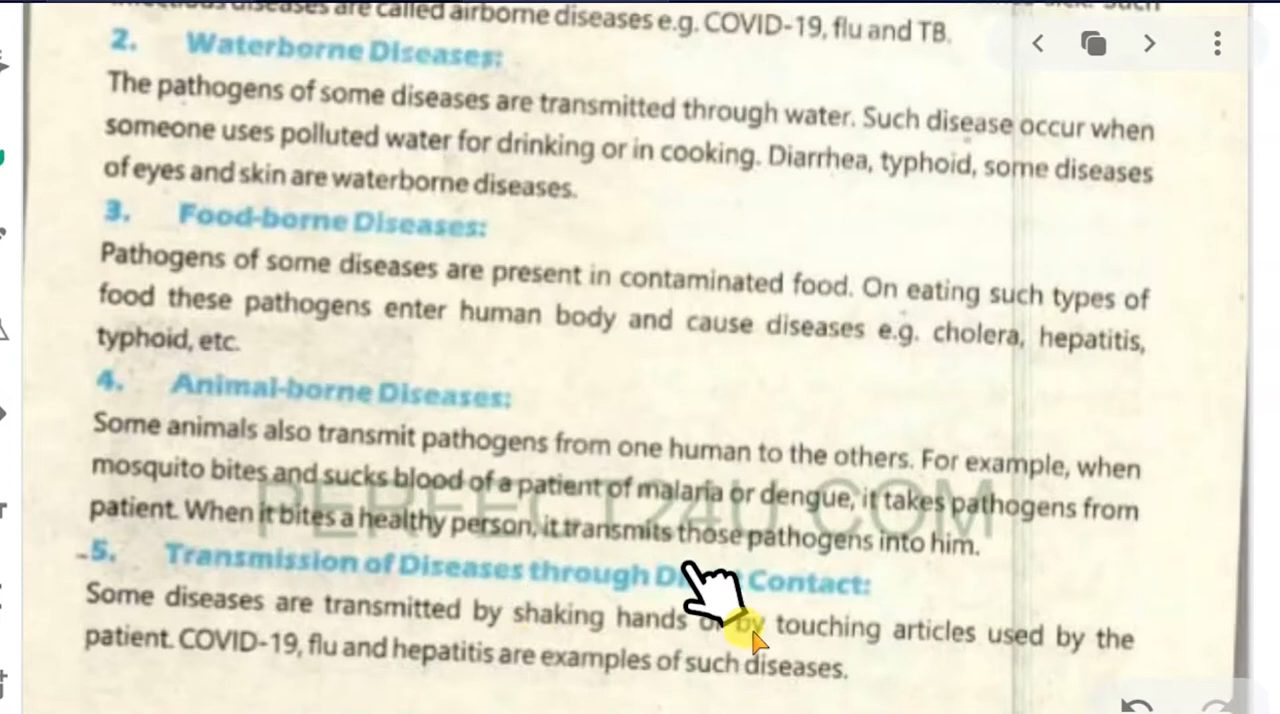 diseases are called airborne diseases e.g. COVID-19, flu and TB.
2. Waterborne Diseases:
The pathogens of some diseases are transmitted through water. Such disease occur when
someone uses polluted water for drinking or in cooking. Diarrhea, typhoid, some diseases
of eyes and skin are waterborne diseases.
3. Food-borne Diseases:
Pathogens of some diseases are present in contaminated food. On eating such types of
food these pathogens enter human body and cause diseases e.g. cholera, hepatitis,
typhoid, etc.
4. Animal-borne Diseases:
Some animals also transmit pathogens from one human to the others. For example, when
mosquito bites and sucks blood of a patient of malaria or dengue, it takes pathogens from
patient. When it bites a healthy person, it transmits those pathogens into him.
PERFECT24U.COM
5. Transmission of Diseases through Contact:
Some diseases are transmitted by shaking hands or by touching articles used by the
patient. COVID-19, flu and hepatitis are examples of such diseases.